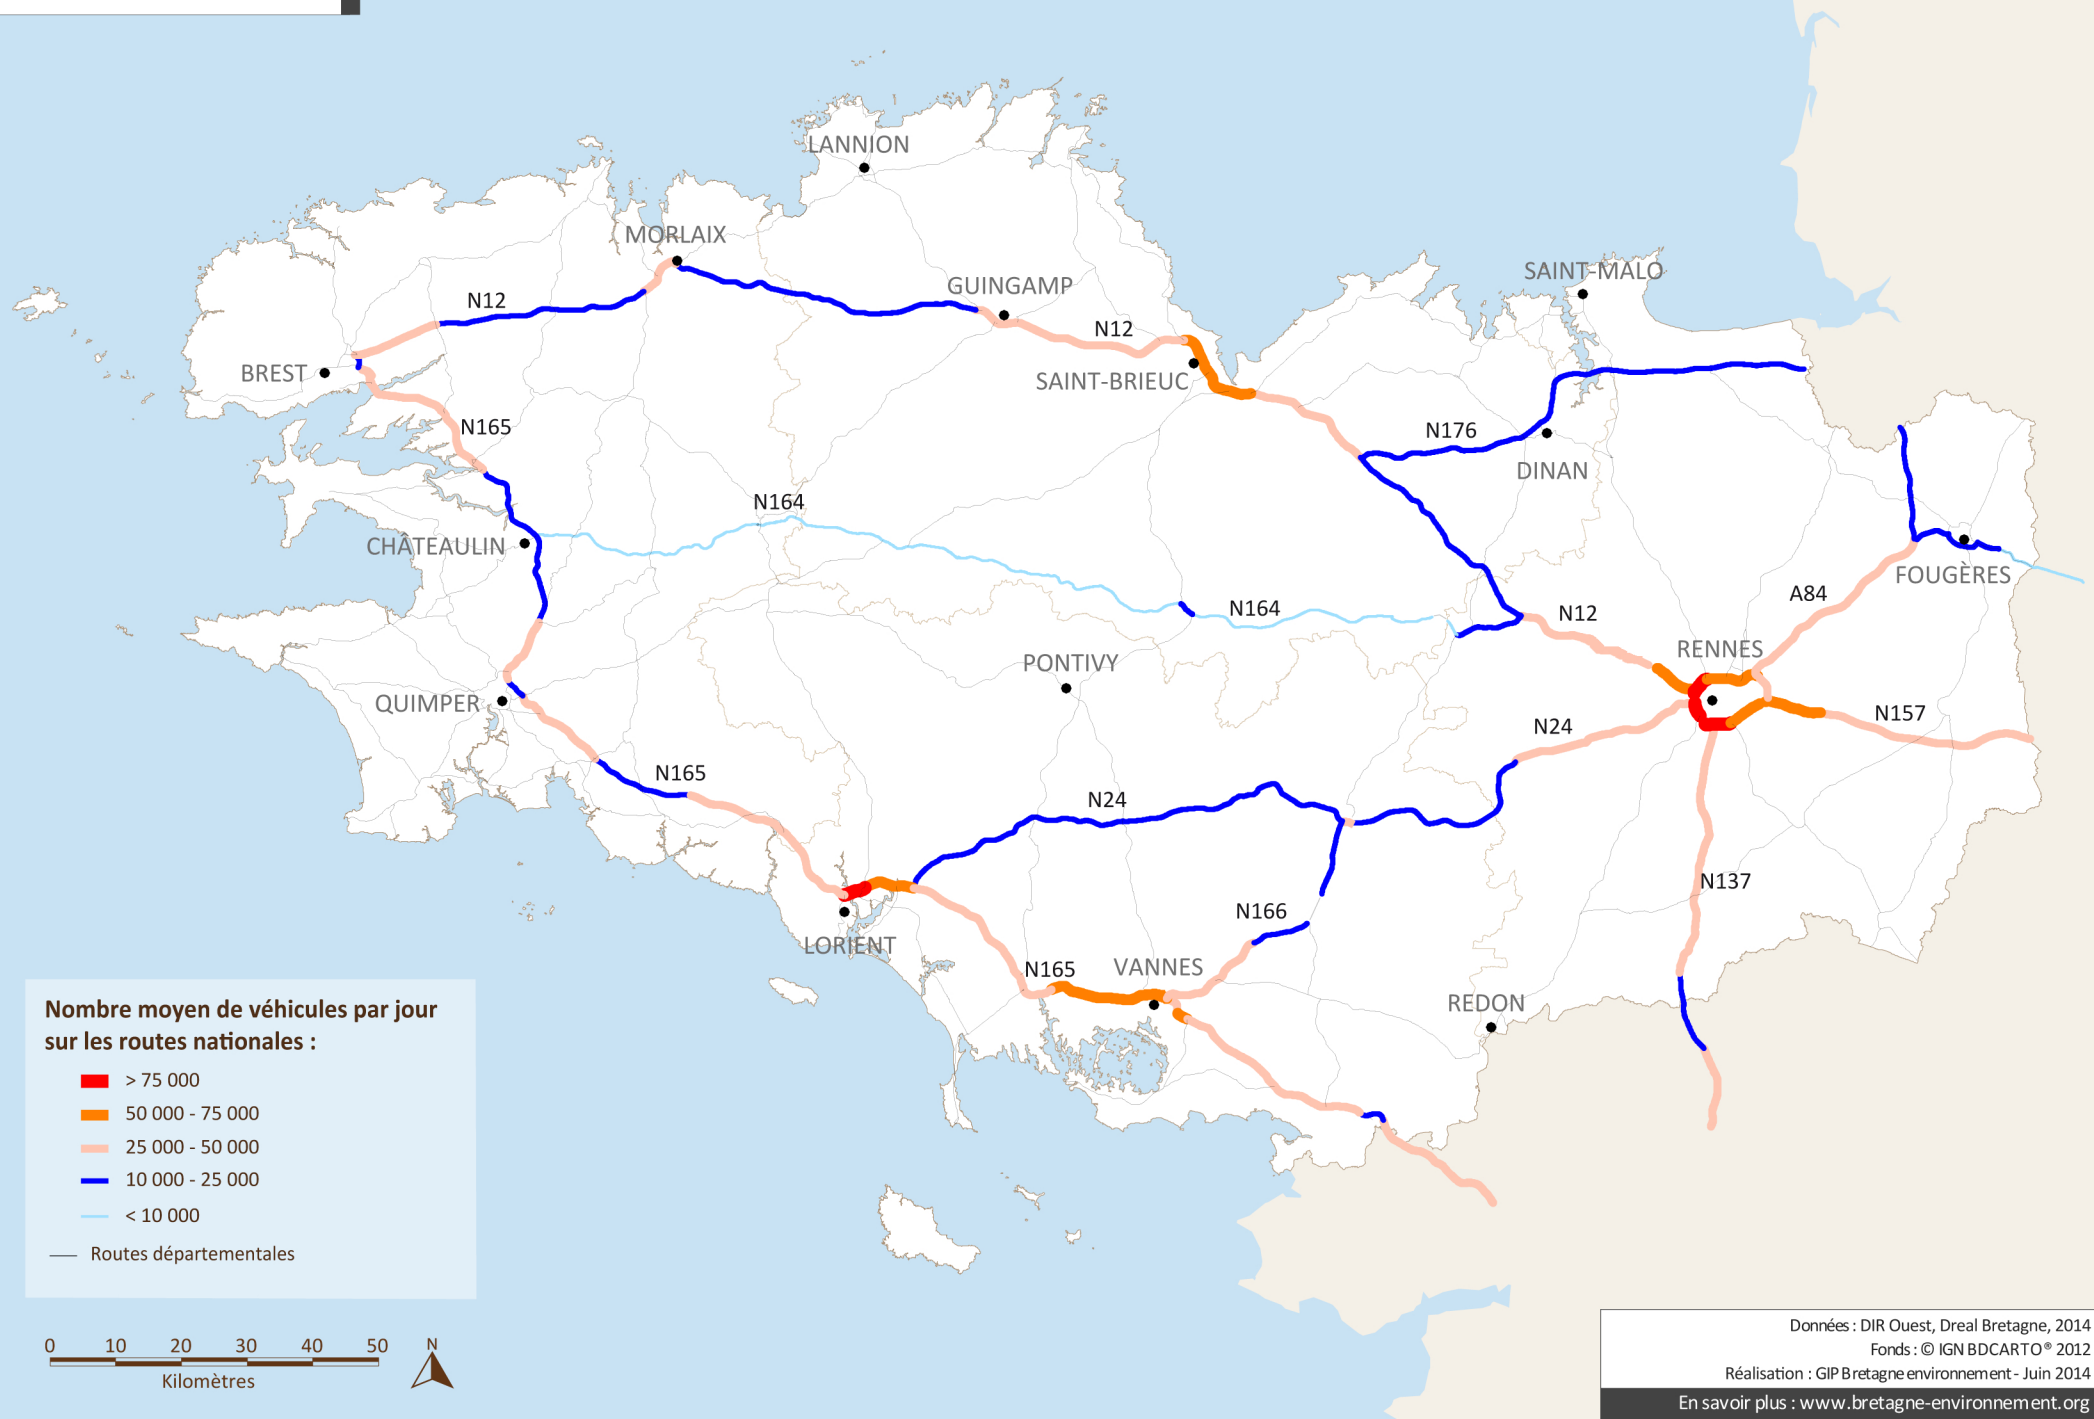 LANNION
MORLAIX
GUINGAMP
SAINT-MALO
N12
N12
BREST
SAINT-BRIEUC
N165
N176
DINAN
N164
CHÂTEAULIN
FOUGÈRES
A84
N164
N12
RENNES
PONTIVY
QUIMPER
N157
N24
N165
N24
N137
N166
LORIENT
N165
VANNES
REDON
Nombre moyen de véhicules par jour
sur les routes nationales :
> 75 000
50 000 - 75 000
25 000 - 50 000
10 000 - 25 000
< 10 000
Routes départementales
0 10 20 30 40 50
Kilomètres
N
Données : DIR Ouest, Dreal Bretagne, 2014
Fonds : © IGN BDCARTO® 2012
Réalisation : GIP Bretagne environnement - Juin 2014
En savoir plus : www.bretagne-environnement.org